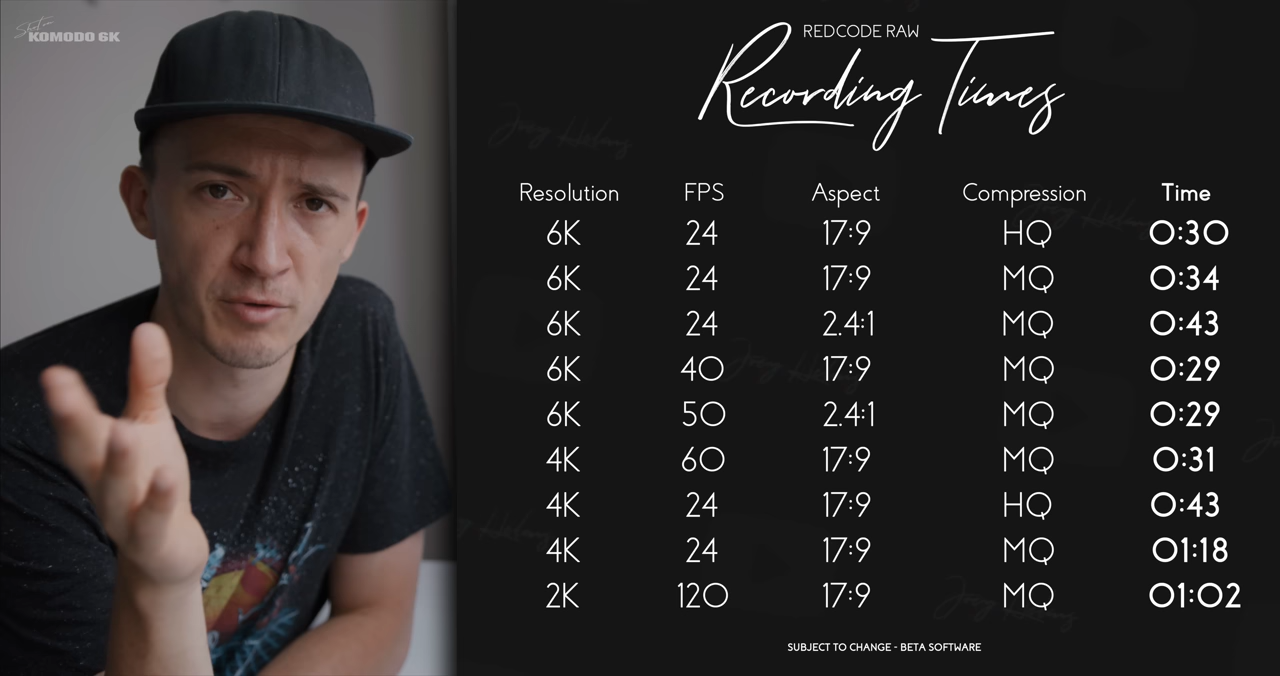 Shot on
KOMODO 6K
REDCODE RAW
Recording Times
Resolution FPS Aspect Compression Time
6K 24 17:9 HQ 0:30
6K 24 17:9 MQ 0:34
6K 24 2.4:1 MQ 0:43
6K 40 17:9 MQ 0:29
6K 50 2.4:1 MQ 0:29
4K 60 17:9 MQ 0:31
4K 24 17:9 HQ 0:43
4K 24 17:9 MQ 01:18
2K 120 17:9 MQ 01:02
SUBJECT TO CHANGE - BETA SOFTWARE